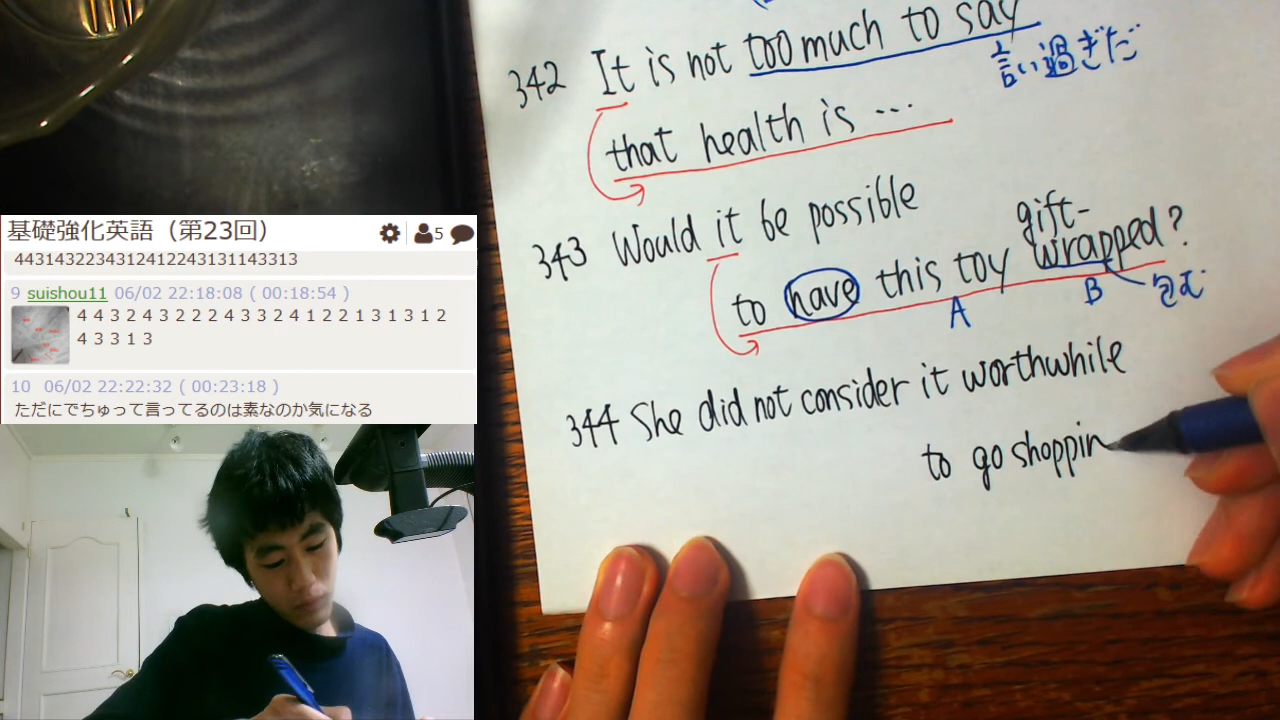 342 It is not too much to say
言い過ぎだ
that health is ...
343 Would it be possible
to have this toy gift-wrapped?
A
B
包む
344 She did not consider it worthwhile
to go shoppin
基礎強化英語（第23回）
5
4431432234312412243131143313
9 suishou11 06/02 22:18:08 ( 00:18:54 )
4 4 3 2 4 3 2 2 2 4 3 3 2 4 1 2 2 1 3 1 3 1 2
4 3 3 1 3
10 06/02 22:22:32 ( 00:23:18 )
ただにでちゅって言ってるのは素なのか気になる